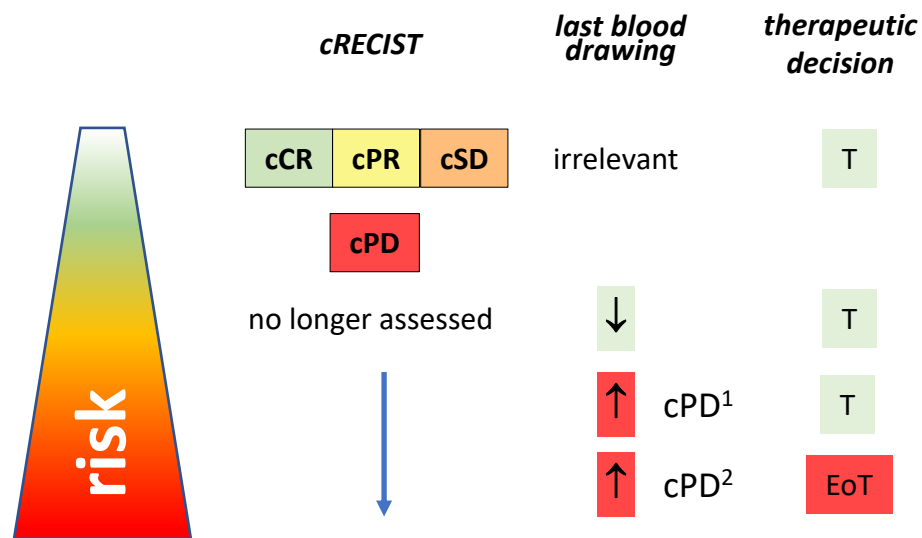 cRECIST
last blood
drawing
therapeutic
decision
cCR cPR cSD irrelevant T
cPD
no longer assessed ↓ T
↑ cPD¹ T
↑ cPD² EoT
risk